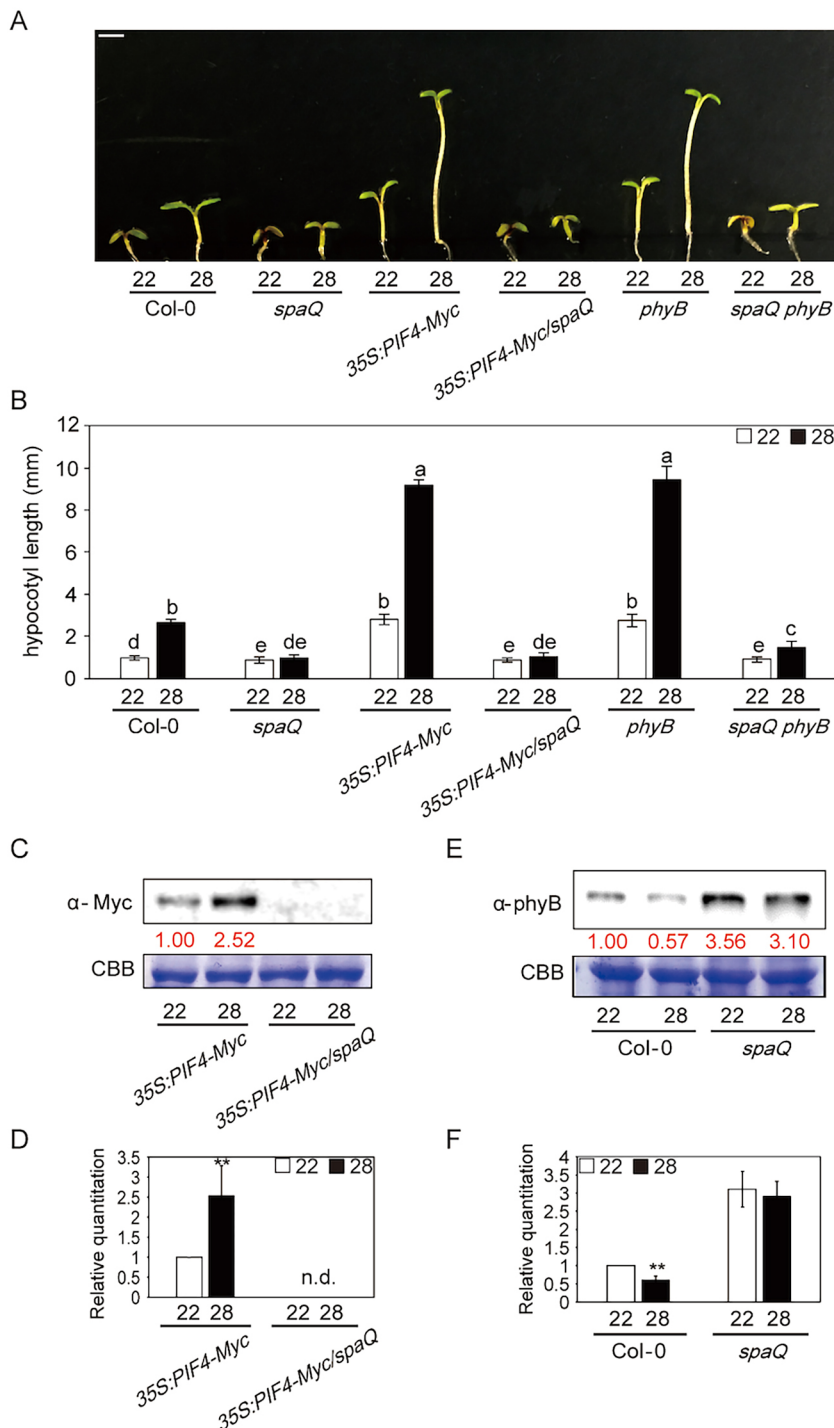 A
22 28 22 28 22 28 22 28 22 28 22 28
Col-0 spaQ 35S:PIF4-Myc 35S:PIF4-Myc/spaQ phyB spaQ phyB
B
hypocotyl length (mm)
12
10
8
6
4
2
0
22 28
d b e de b a e de b a e c
22 28 22 28 22 28 22 28 22 28 22 28
Col-0 spaQ 35S:PIF4-Myc 35S:PIF4-Myc/spaQ phyB spaQ phyB
C
α- Myc
1.00 2.52
CBB
22 28 22 28
35S:PIF4-Myc 35S:PIF4-Myc/spaQ
E
α-phyB
1.00 0.57 3.56 3.10
CBB
22 28 22 28
Col-0 spaQ
D
Relative quantitation
3.5
3
2.5
2
1.5
1
0.5
0
22 28
**
n.d.
22 28 22 28
35S:PIF4-Myc 35S:PIF4-Myc/spaQ
F
Relative quantitation
4
3.5
3
2.5
2
1.5
1
0.5
0
22 28
**
22 28 22 28
Col-0 spaQ